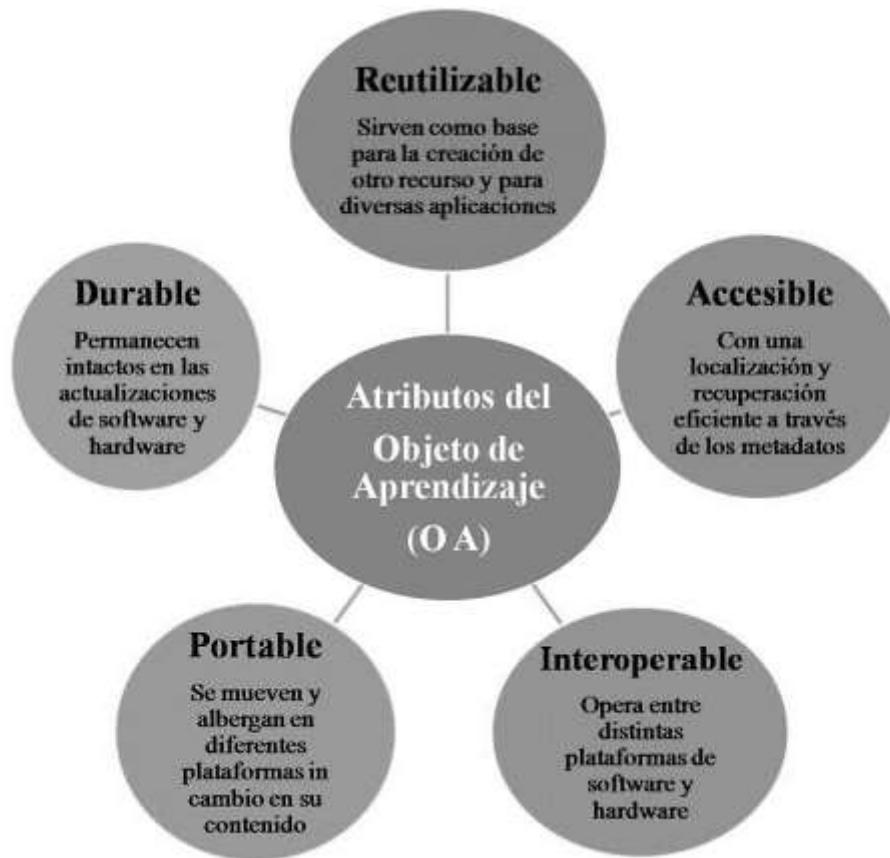 Reutilizable
Sirven como base
para la creación de
otro recurso y para
diversas aplicaciones
Durable
Permanecen
intactos en las
actualizaciones
de software y
hardware
Accesible
Con una
localización y
recuperación
eficiente a través
de los metadatos
Atributos del
Objeto de
Aprendizaje
(O A)
Portable
Se mueven y
albergan en
diferentes
plataformas in
cambio en su
contenido
Interoperable
Opera entre
distintas
plataformas de
software y
hardware